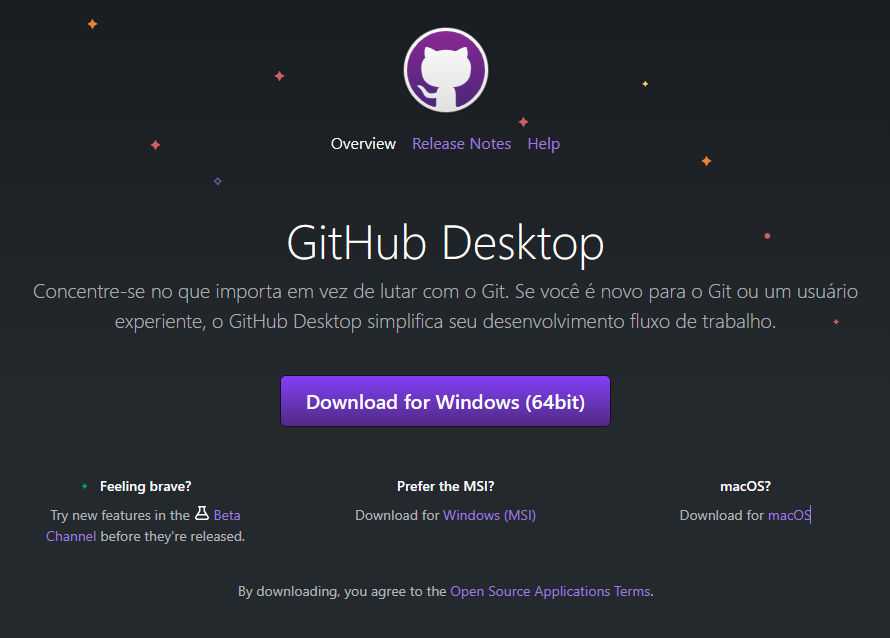 Overview Release Notes Help
GitHub Desktop
Concentre-se no que importa em vez de lutar com o Git. Se você é novo para o Git ou um usuário
experiente, o GitHub Desktop simplifica seu desenvolvimento fluxo de trabalho.
Download for Windows (64bit)
Feeling brave?
Try new features in the Beta
Channel before they're released.
Prefer the MSI?
Download for Windows (MSI)
macOS?
Download for macOS
By downloading, you agree to the Open Source Applications Terms.